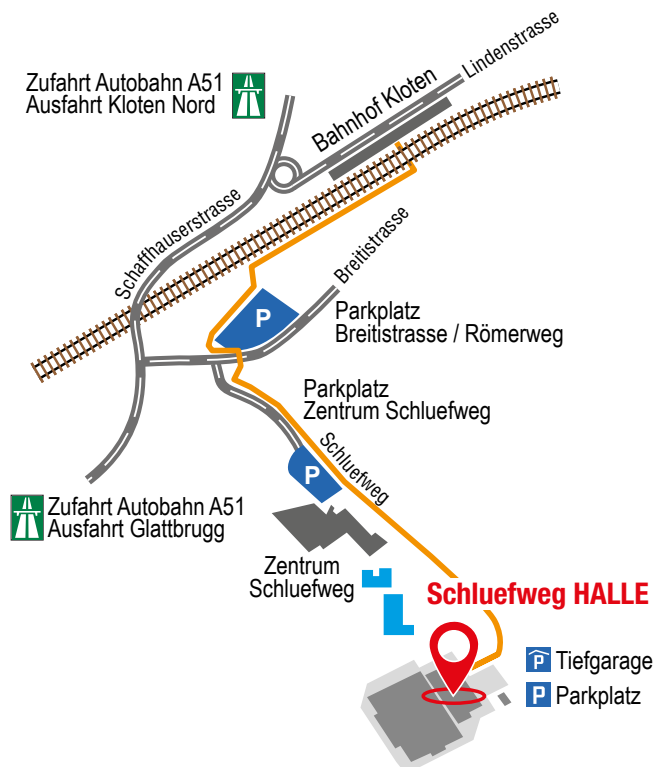 Zufahrt Autobahn A51
Ausfahrt Kloten Nord
Bahnhof Kloten
Lindenstrasse
Schaffhauserstrasse
Breitistrasse
P
Parkplatz
Breitistrasse / Römerweg
Parkplatz
Zentrum Schluefweg
Schluefweg
P
Zufahrt Autobahn A51
Ausfahrt Glattbrugg
Zentrum
Schluefweg
Schluefweg HALLE
P Tiefgarage
P Parkplatz